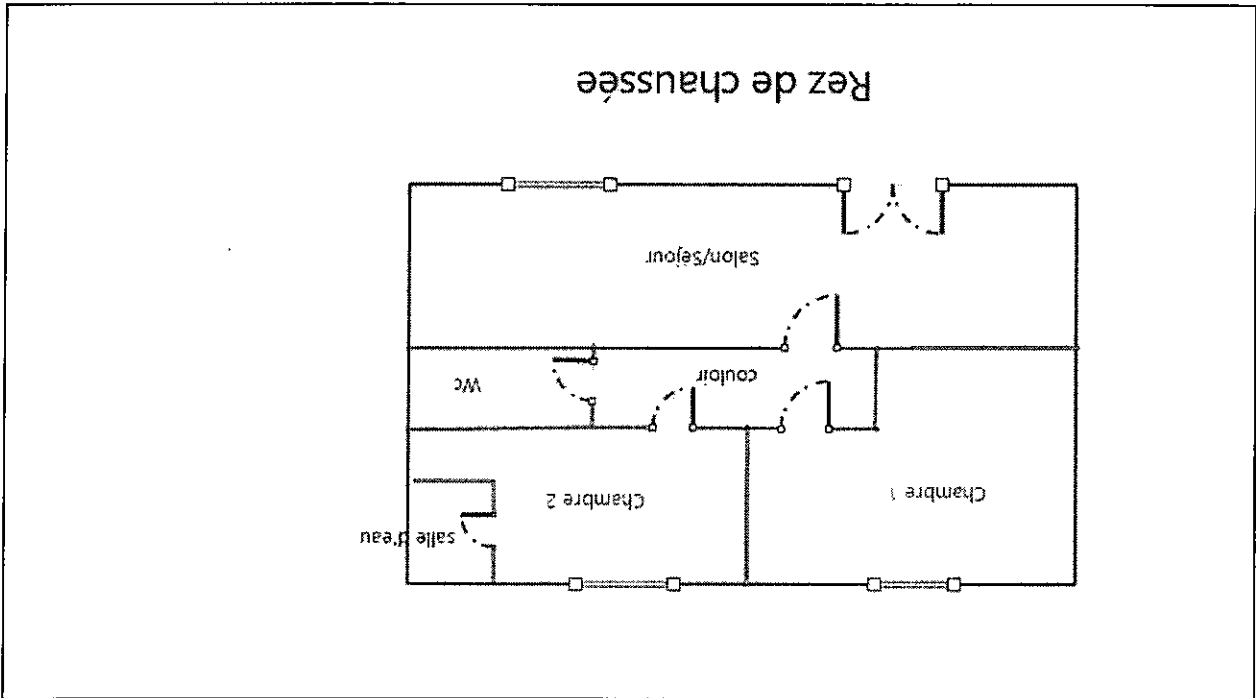 salle d'eau
Chambre 2
Chambre 1
Wc
couloir
Salon/Séjour
Rez de chaussée